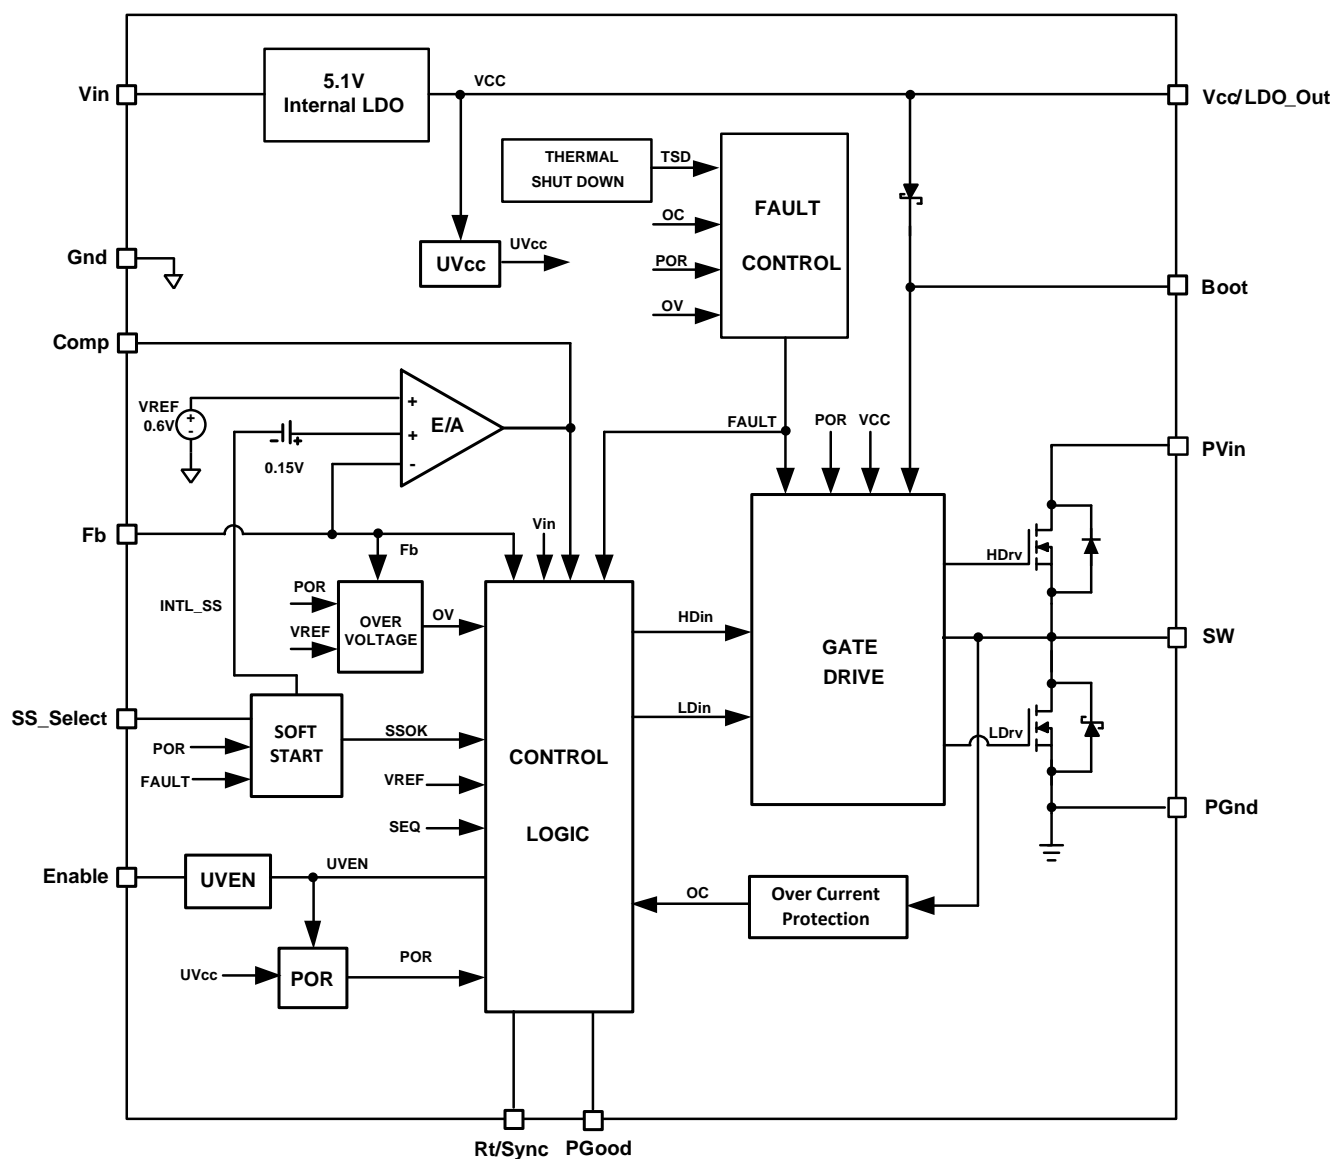 5.1V
Internal LDO
VCC
Vin
Vcc/LDO_Out
THERMAL
SHUT DOWN
TSD
FAULT
CONTROL
OC
POR
OV
UVcc
UVcc
Gnd
Boot
Comp
VREF
0.6V
+
-
+
+
-
E/A
-
+
0.15V
FAULT
POR
VCC
PVin
Fb
Fb
Vin
HDrv
INTL_SS
POR
VREF
OVER
VOLTAGE
OV
HDin
GATE
DRIVE
SW
SS_Select
SOFT
START
POR
FAULT
SSOK
VREF
SEQ
CONTROL
LOGIC
LDin
LDrv
PGnd
Enable
UVEN
UVEN
OC
Over Current
Protection
UVcc
POR
POR
Rt/Sync
PGood